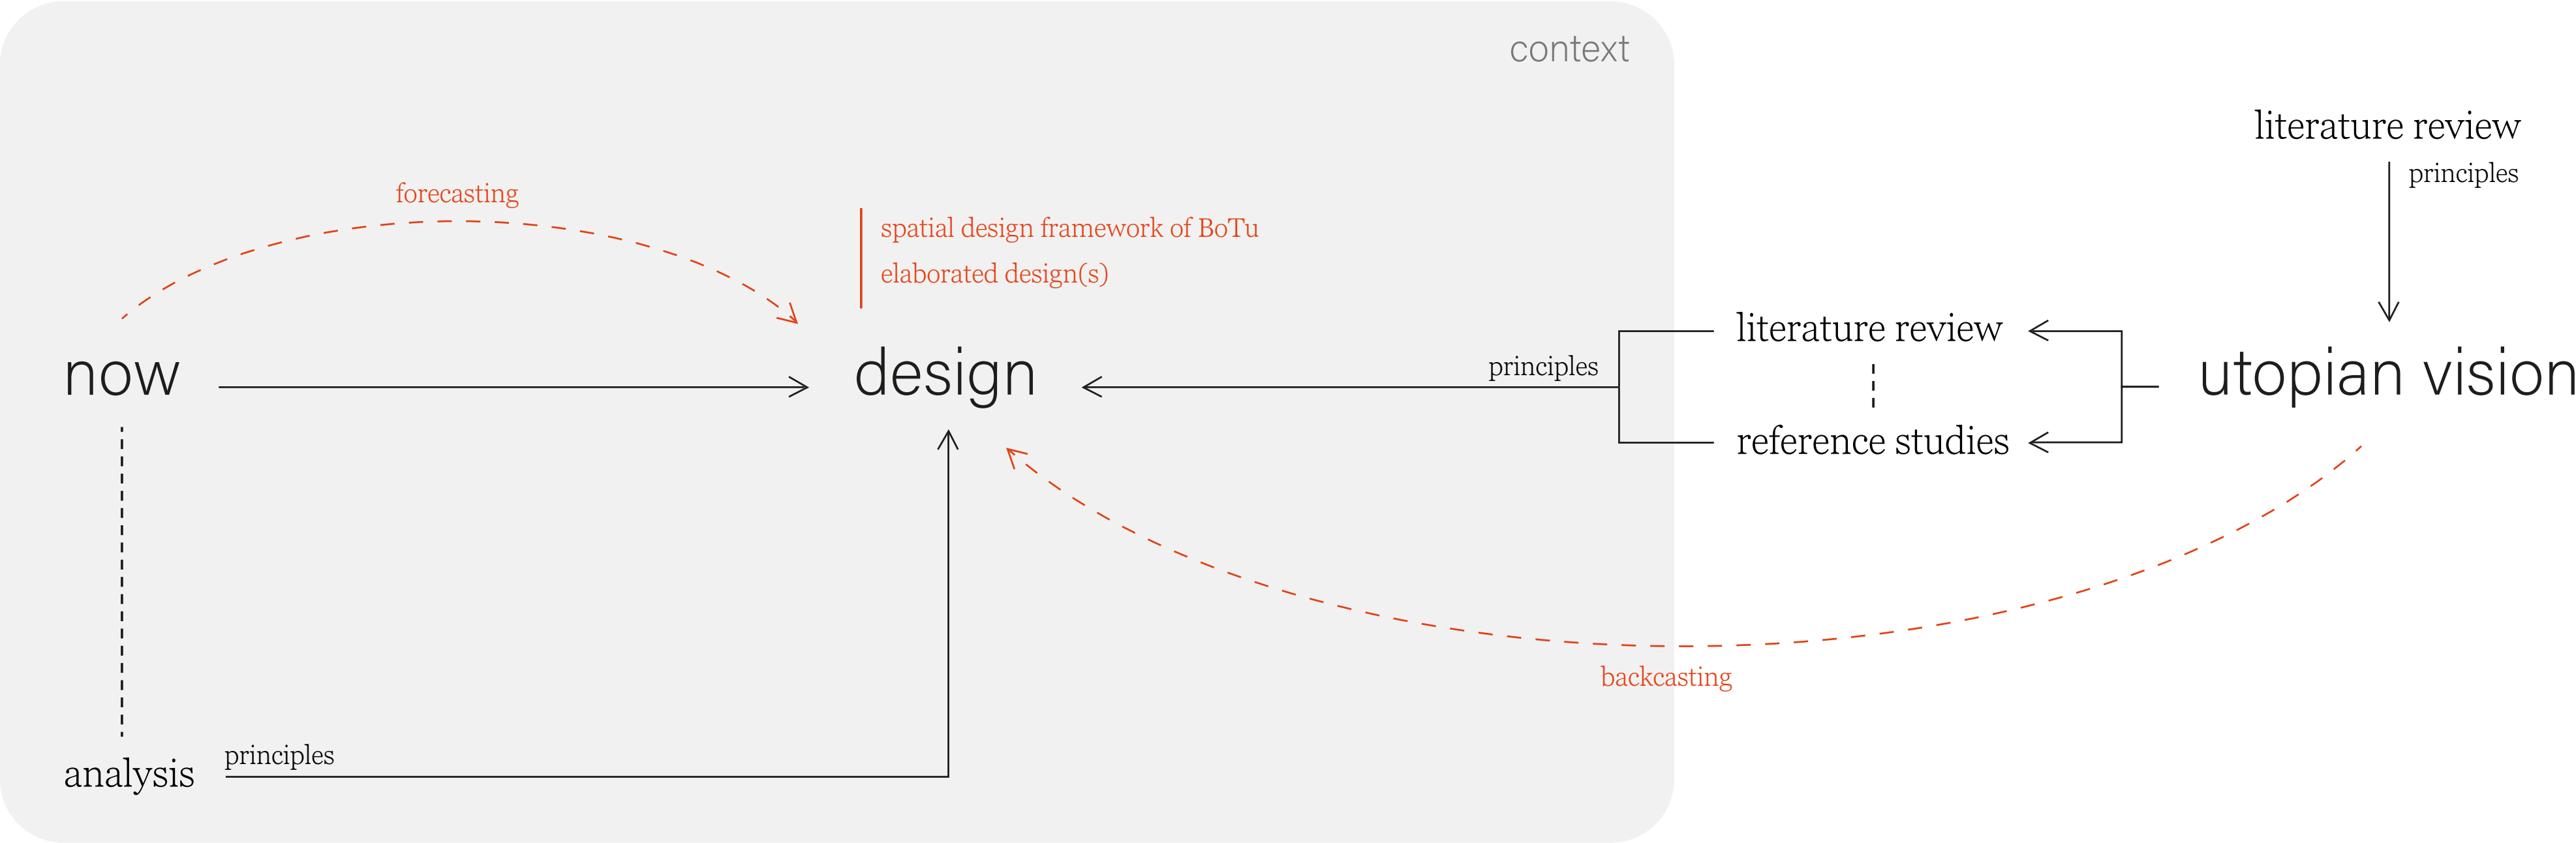 context
literature review
principles
forecasting
spatial design framework of BoTu
elaborated design(s)
now
design
principles
literature review
reference studies
utopian vision
backcasting
analysis
principles